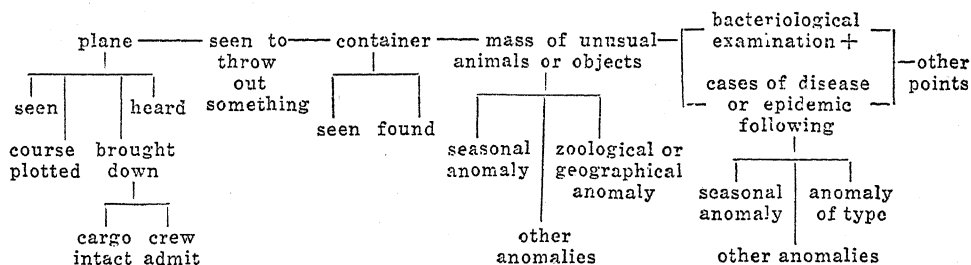 plane
seen to throw out something
container
mass of unusual animals or objects
bacteriological examination +
cases of disease or epidemic following
other points
seen
course plotted
brought down
heard
cargo intact
crew admit
seen
found
seasonal anomaly
other anomalies
zoological or geographical anomaly
seasonal anomaly
other anomalies
anomaly of type